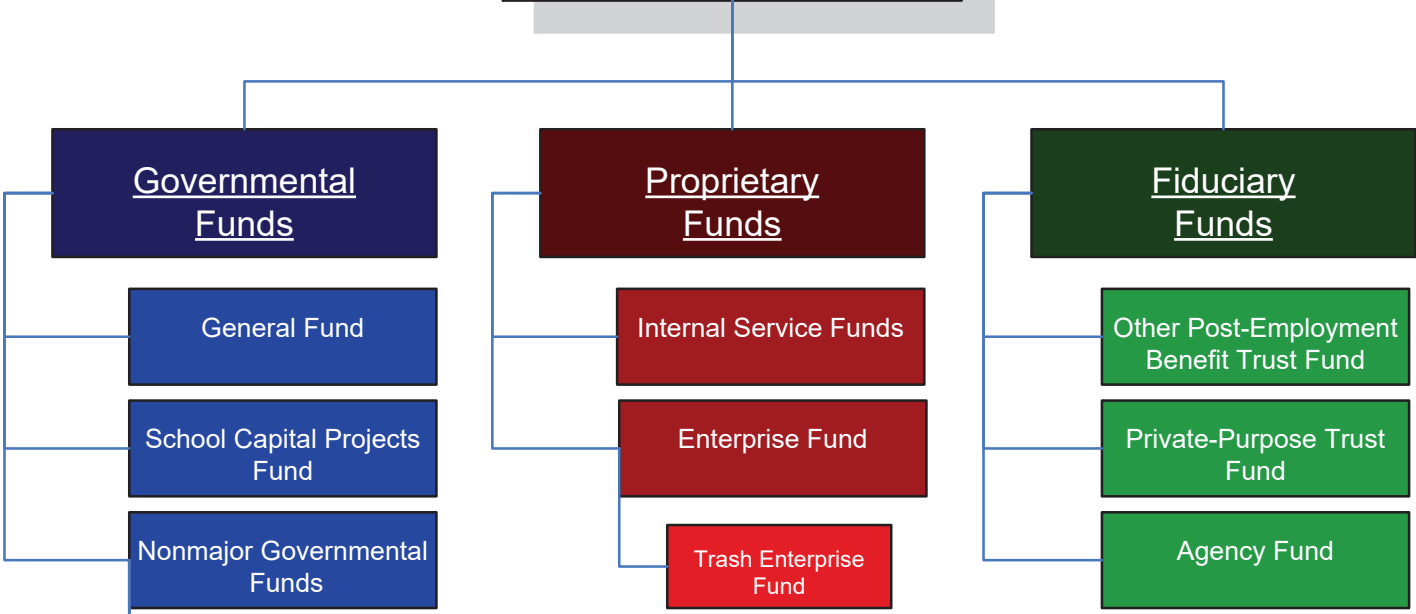 Governmental
Funds
General Fund
School Capital Projects
Fund
Nonmajor Governmental
Funds
Proprietary
Funds
Internal Service Funds
Enterprise Fund
Trash Enterprise
Fund
Fiduciary
Funds
Other Post-Employment
Benefit Trust Fund
Private-Purpose Trust
Fund
Agency Fund